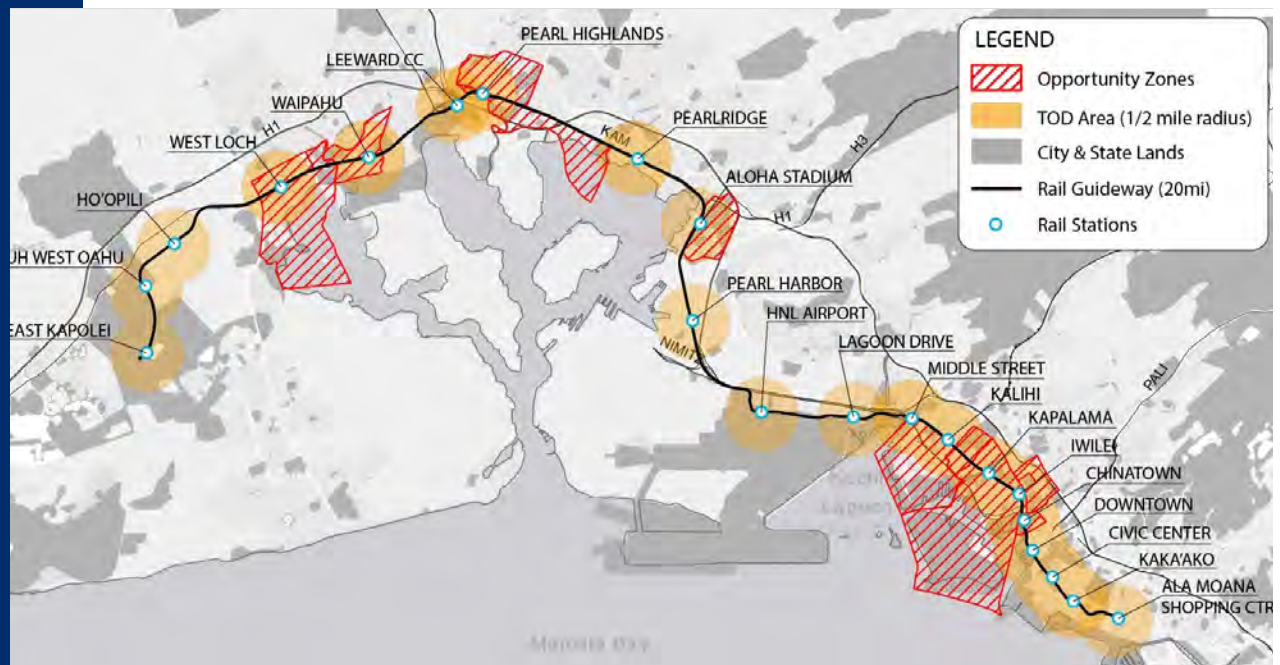 PEARL HIGHLANDS
LEEWARD CC
WAIPAHU
WEST LOCH
H1
HO'OPILI
UH WEST OAHU
EAST KAPOLEI
KAM
PEARLRIDGE
ALOHA STADIUM
H1
H3
PEARL HARBOR
HNL AIRPORT
NIMITZ
LAGOON DRIVE
MIDDLE STREET
KALIHI
KAPALAMA
IWILEI
CHINATOWN
DOWNTOWN
CIVIC CENTER
KAKA'AKO
ALA MOANA
SHOPPING CTR
PALI
Mamala Bay
LEGEND
Opportunity Zones
TOD Area (1/2 mile radius)
City & State Lands
Rail Guideway (20mi)
Rail Stations